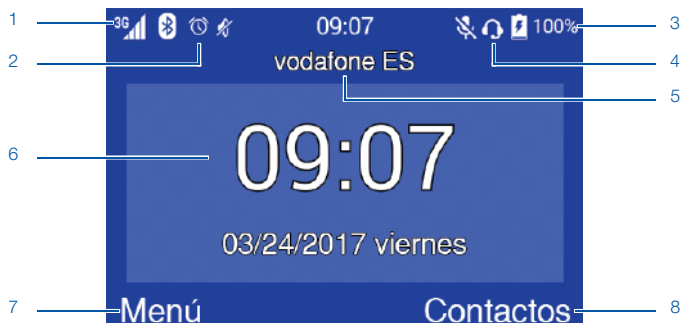 1 3G 09:07 100% 3
2 4
vodafone ES
5
6 09:07
03/24/2017 viernes
7 Menú Contactos 8